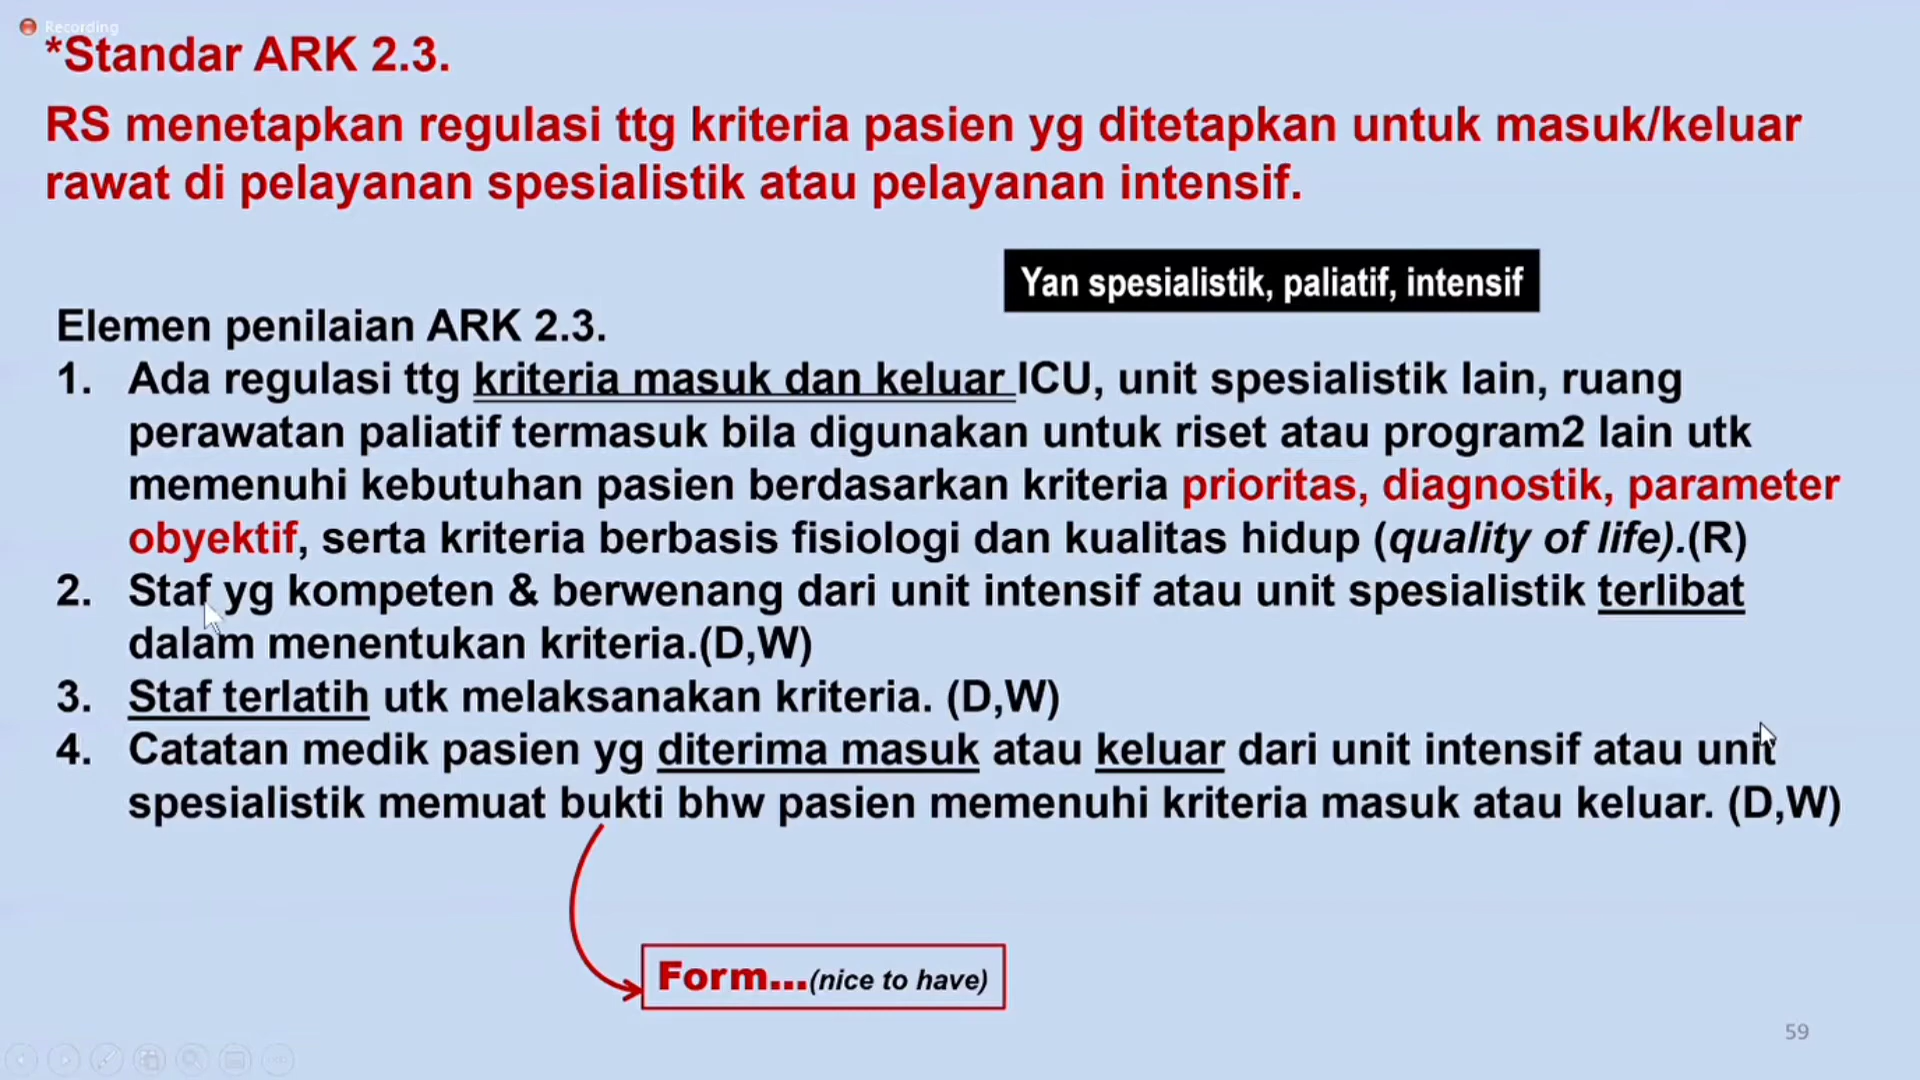 Recording
*Standar ARK 2.3.
RS menetapkan regulasi ttg kriteria pasien yg ditetapkan untuk masuk/keluar
rawat di pelayanan spesialistik atau pelayanan intensif.
Yan spesialistik, paliatif, intensif
Elemen penilaian ARK 2.3.
1. Ada regulasi ttg kriteria masuk dan keluar ICU, unit spesialistik lain, ruang
perawatan paliatif termasuk bila digunakan untuk riset atau program2 lain utk
memenuhi kebutuhan pasien berdasarkan kriteria prioritas, diagnostik, parameter
obyektif, serta kriteria berbasis fisiologi dan kualitas hidup (quality of life).(R)
2. Staf yg kompeten & berwenang dari unit intensif atau unit spesialistik terlibat
dalam menentukan kriteria.(D,W)
3. Staf terlatih utk melaksanakan kriteria. (D,W)
4. Catatan medik pasien yg diterima masuk atau keluar dari unit intensif atau unit
spesialistik memuat bukti bhw pasien memenuhi kriteria masuk atau keluar. (D,W)
Form...(nice to have)
59